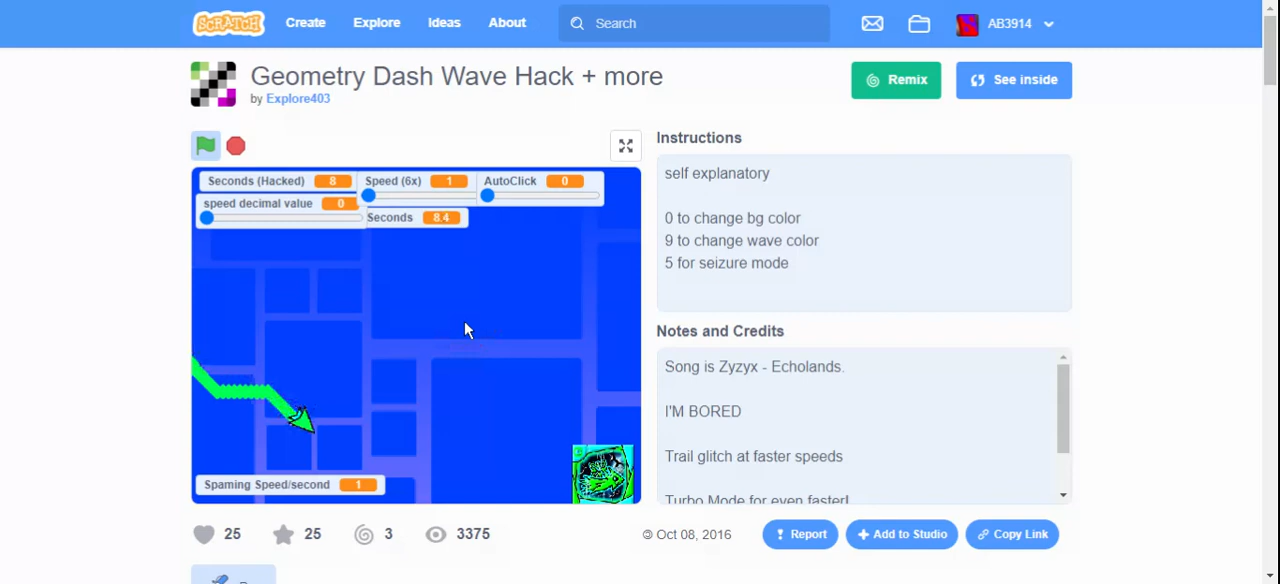 SCRATCH Create Explore Ideas About Search AB3914
Geometry Dash Wave Hack + more
by Explore403
Remix
See inside
Seconds (Hacked) 8
Speed (6x) 1
AutoClick 0
speed decimal value 0
Seconds 8.4
Spaming Speed/second 1
Instructions
self explanatory
0 to change bg color
9 to change wave color
5 for seizure mode
Notes and Credits
Song is Zyzyx - Echolands.
I'M BORED
Trail glitch at faster speeds
Turbo Mode for even faster!
25 25 3 3375
© Oct 08, 2016
Report
Add to Studio
Copy Link